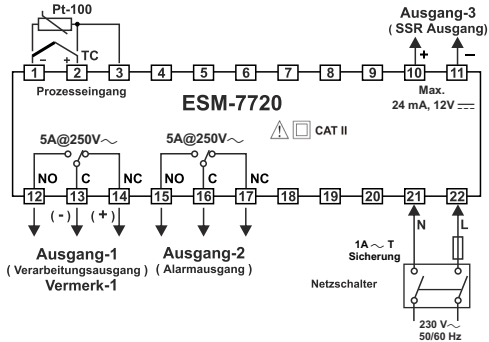 Pt-100
Ausgang-3
( SSR Ausgang)
TC
− +
+ −
1 2 3 4 5 6 7 8 9 10 11
Prozesseingang
Max.
24 mA, 12V
ESM-7720
CAT II
5A@250V~ 5A@250V~
NO C NC NO C NC
12 13 14 15 16 17 18 19 20 21 22
( - ) ( + )
N L
Ausgang-1 Ausgang-2
( Verarbeitungsausgang ) ( Alarmausgang )
Vermerk-1
1A ~ T
Sicherung
Netzschalter
230 V~
50/60 Hz